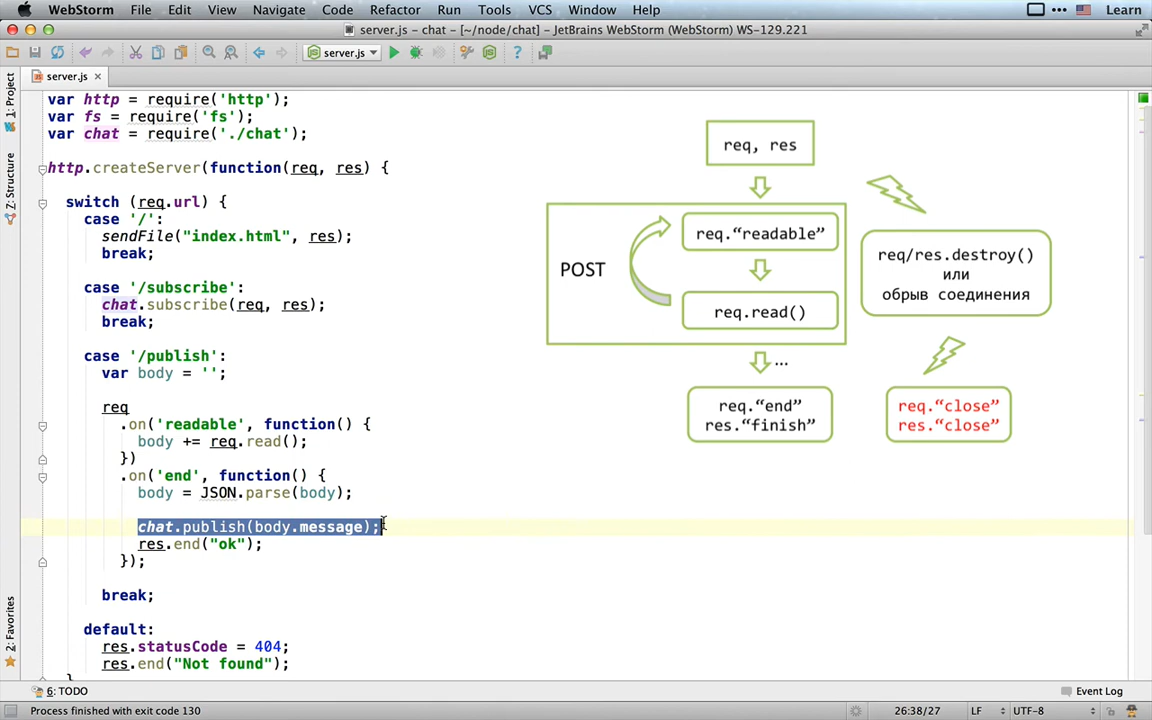 WebStorm File Edit View Navigate Code Refactor Run Tools VCS Window Help Learn
server.js – chat – [~/node/chat] – JetBrains WebStorm (WebStorm) WS-129.221
server.js
server.js
1: Project
Z: Structure
2: Favorites
var http = require('http');
var fs = require('fs');
var chat = require('./chat');
http.createServer(function(req, res) {
switch (req.url) {
case '/':
sendFile("index.html", res);
break;
case '/subscribe':
chat.subscribe(req, res);
break;
case '/publish':
var body = '';
req
.on('readable', function() {
body += req.read();
})
.on('end', function() {
body = JSON.parse(body);
chat.publish(body.message);
res.end("ok");
});
break;
default:
res.statusCode = 404;
res.end("Not found");
}
req, res
POST
req.“readable”
req.read()
...
req.“end”
res.“finish”
req/res.destroy()
или
обрыв соединения
req.“close”
res.“close”
6: TODO
Event Log
Process finished with exit code 130
26:38/27 LF UTF-8